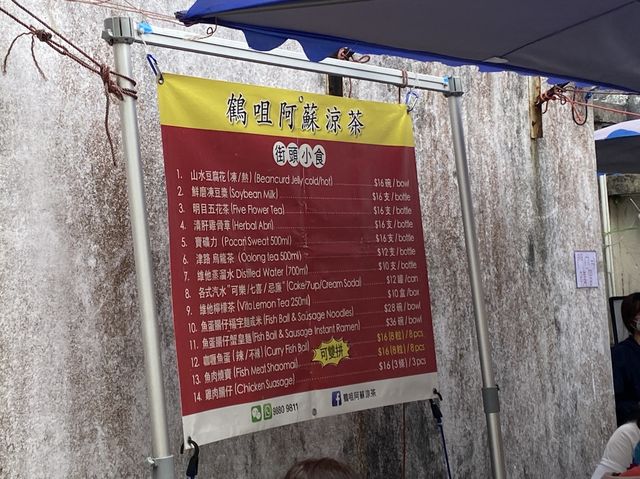 鶴咀阿蘇涼茶
街頭小食
1. 山水豆腐花 (凍/熱) (Beancurd Jelly cold/hot) $16 碗 / bowl
2. 鮮磨凍豆漿 (Soybean Milk) $16 支 / bottle
3. 明目五花茶 (Five Flower Tea) $16 支 / bottle
4. 清肝雞骨草 (Herbal Abri) $16 支 / bottle
5. 寶礦力 (Pocari Sweat 500ml) $16 支 / bottle
6. 津路 烏龍茶 (Oolong tea 500ml) $12 支 / bottle
7. 維他蒸溜水 Distilled Water (700ml) $10 支 / bottle
8. 各式汽水 "可樂/七喜/忌廉" (Coke/7up/Cream Soda) $12 罐 /can
9. 維他檸檬茶 (Vita Lemon Tea 250ml) $10 盒 /box
10. 魚蛋腸仔福字麵或米 (Fish Ball & Sausage Noodles) $28 碗 / bowl
11. 魚蛋腸仔蟹皇麵 (Fish Ball & Sausage Instant Ramen) $36 碗 / bowl
12. 咖喱魚蛋 (辣 / 不辣) (Curry Fish Ball) $16 (8粒) / 8 pcs
13. 魚肉燒賣 (Fish Meat Shaomai) 可雙拼 $16 (8粒) / 8 pcs
14. 雞肉腸仔 (Chicken Suasage) $16 (3條) / 3 pcs
9880 9811 鶴咀阿蘇涼茶